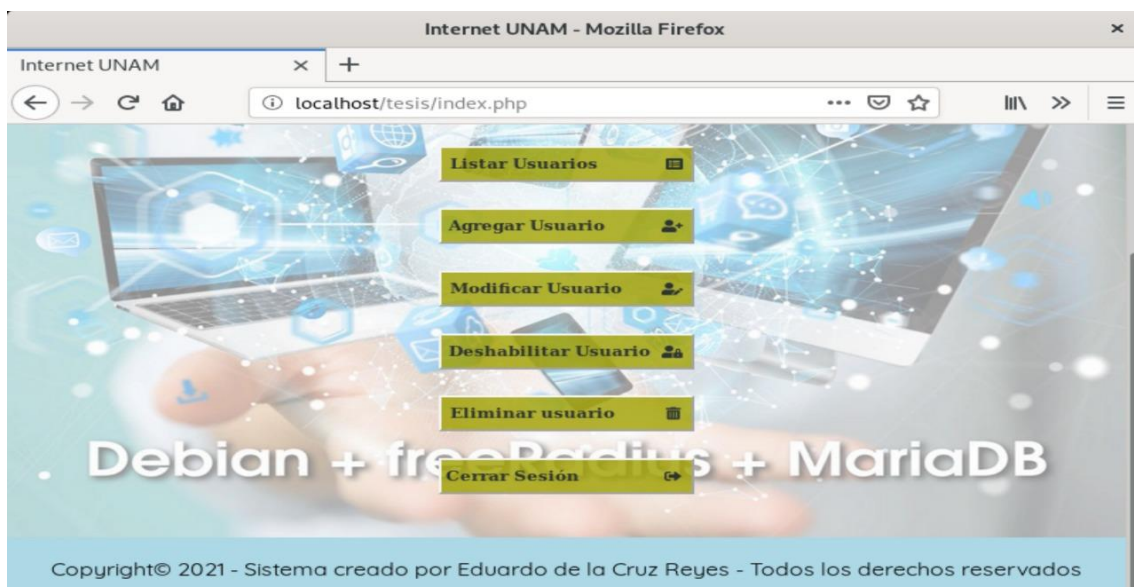 Internet UNAM - Mozilla Firefox
Internet UNAM
localhost/tesis/index.php
Listar Usuarios
Agregar Usuario
Modificar Usuario
Deshabilitar Usuario
Eliminar usuario
Debian + freeRadius + MariaDB
Cerrar Sesión
Copyright© 2021 - Sistema creado por Eduardo de la Cruz Reyes - Todos los derechos reservados